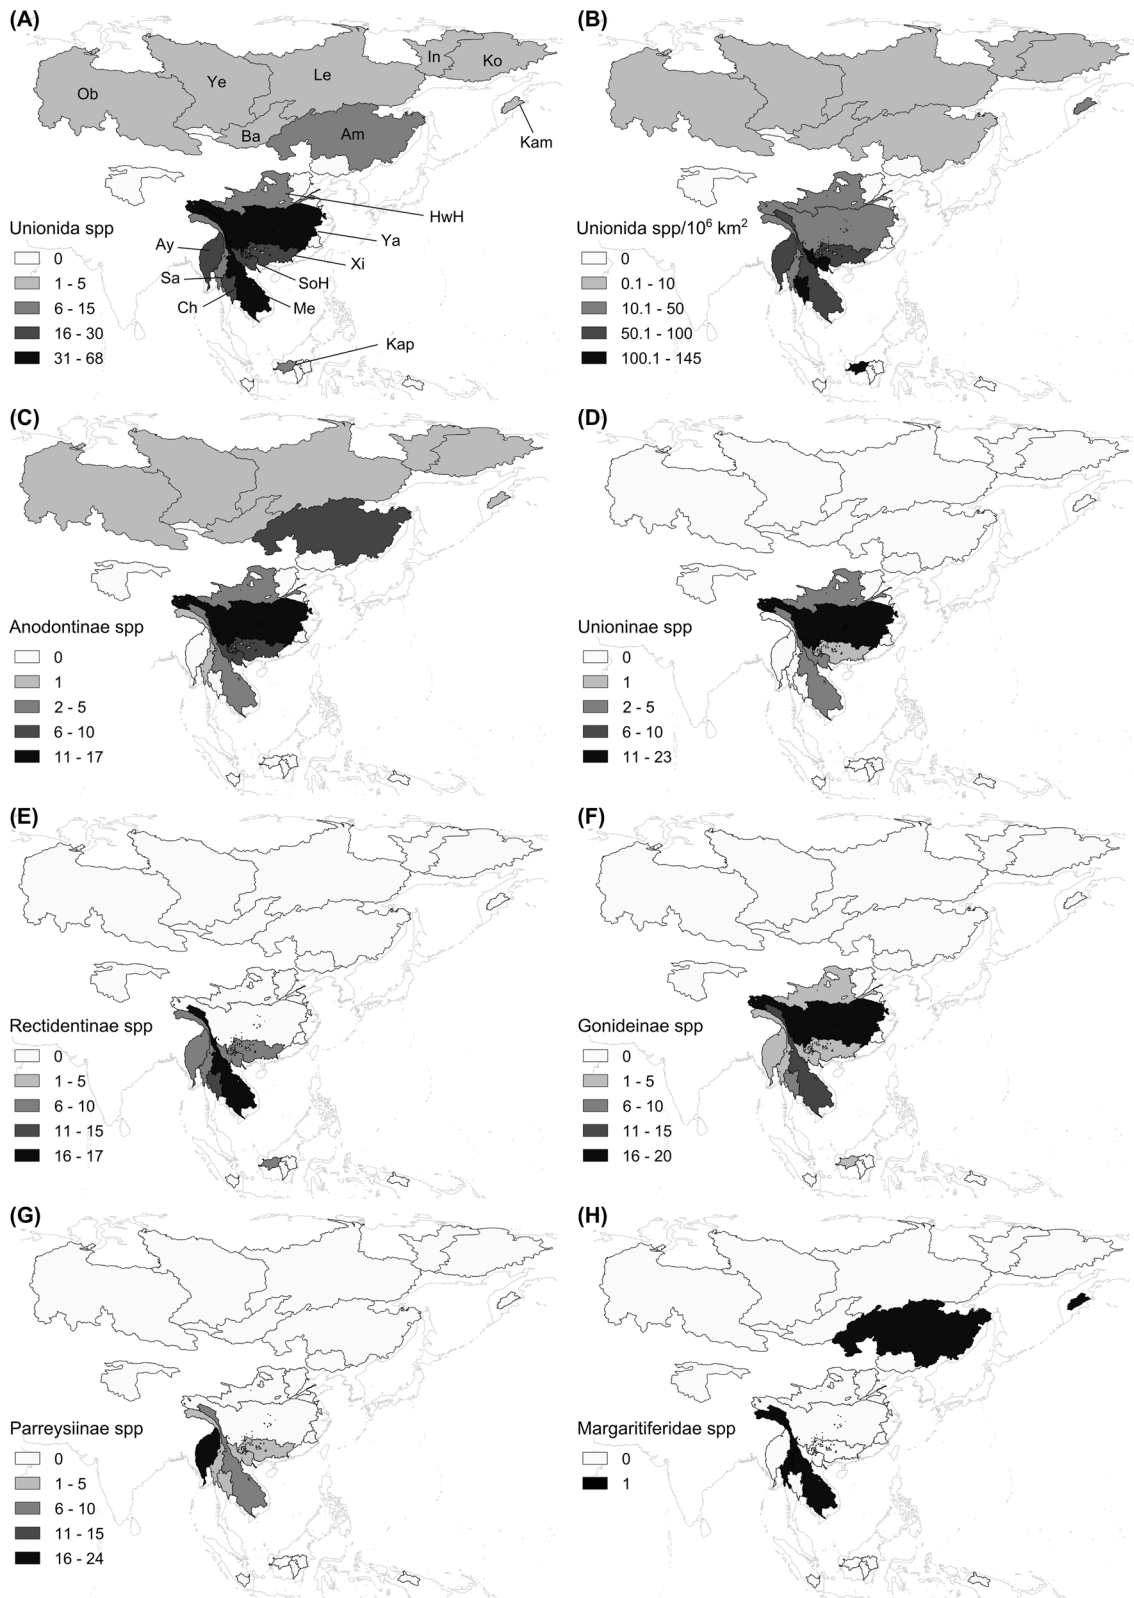 (A)
Ob
Ye
Le
In
Ko
Ba
Am
Kam
HwH
Ya
Xi
SoH
Me
Ay
Sa
Ch
Kap
Unionida spp
0
1 - 5
6 - 15
16 - 30
31 - 68
(B)
Unionida spp/10⁶ km²
0
0.1 - 10
10.1 - 50
50.1 - 100
100.1 - 145
(C)
Anodontinae spp
0
1
2 - 5
6 - 10
11 - 17
(D)
Unioninae spp
0
1
2 - 5
6 - 10
11 - 23
(E)
Rectidentinae spp
0
1 - 5
6 - 10
11 - 15
16 - 17
(F)
Gonideinae spp
0
1 - 5
6 - 10
11 - 15
16 - 20
(G)
Parreysiinae spp
0
1 - 5
6 - 10
11 - 15
16 - 24
(H)
Margaritiferidae spp
0
1